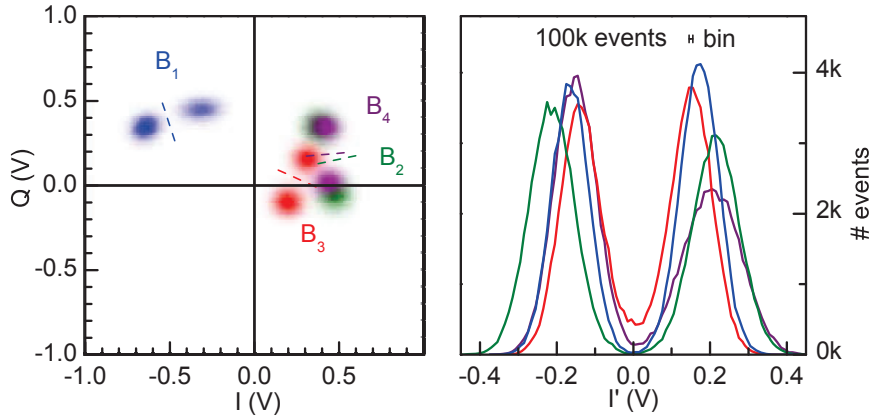 1.0
0.5
0.0
-0.5
-1.0
Q (V)
-1.0 -0.5 0.0 0.5
I (V)
B1
B4
B2
B3
100k events bin
4k
2k
0k
# events
-0.4 -0.2 0.0 0.2 0.4
I' (V)